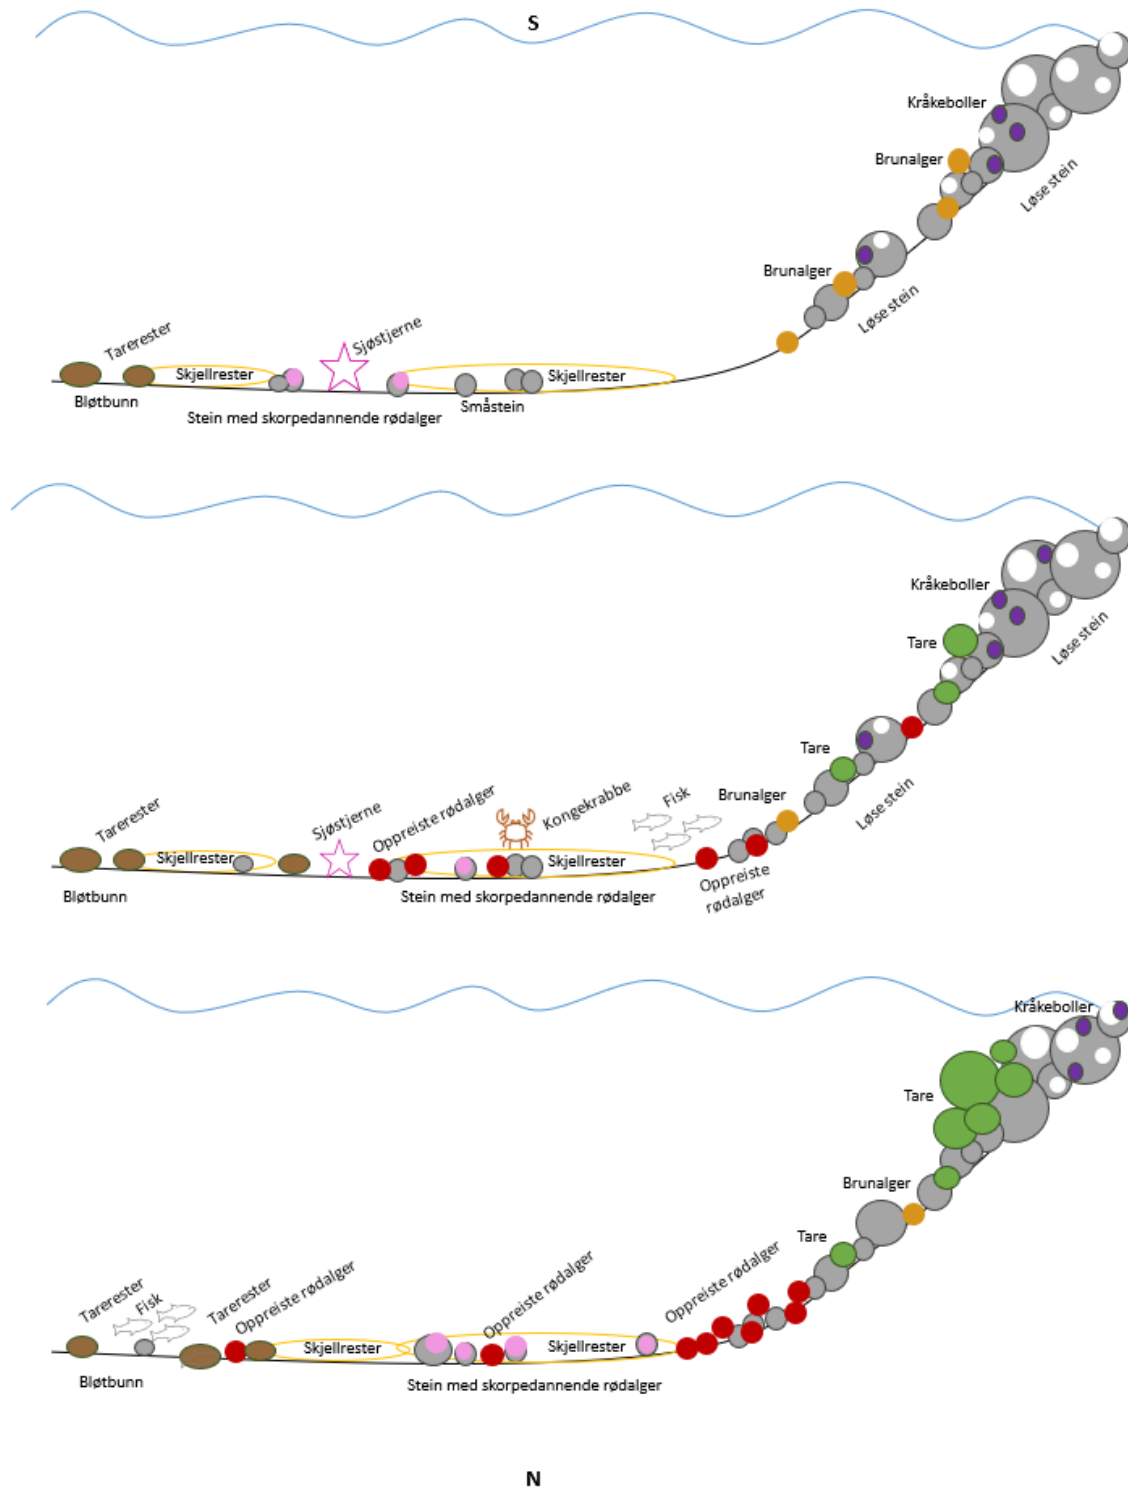 S
Kråkeboller
Brunalger
Løse stein
Brunalger
Løse stein
Tarerester
Sjøstjerne
Skjellrester
Skjellrester
Bløtbunn
Småstein
Stein med skorpedannende rødalger
Kråkeboller
Tare
Løse stein
Tare
Brunalger
Løse stein
Fisk
Kongekrabbe
Oppreiste rødalger
Sjøstjerne
Tarerester
Skjellrester
Skjellrester
Oppreiste
rødalger
Bløtbunn
Stein med skorpedannende rødalger
Kråkeboller
Tare
Brunalger
Tare
Oppreiste rødalger
Oppreiste rødalger
Oppreiste rødalger
Tarerester
Fisk
Tarerester
Skjellrester
Skjellrester
Bløtbunn
Stein med skorpedannende rødalger
N